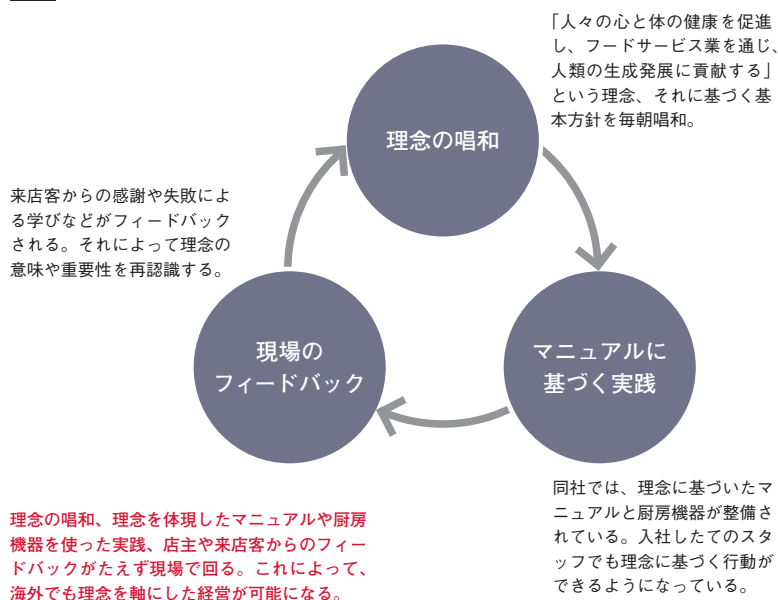 「人々の心と体の健康を促進
し、フードサービス業を通じ、
人類の生成発展に貢献する」
という理念、それに基づく基
本方針を毎朝唱和。
理念の唱和
来店客からの感謝や失敗によ
る学びなどがフィードバック
される。それによって理念の
意味や重要性を再認識する。
マニュアルに
基づく実践
現場の
フィードバック
同社では、理念に基づいたマ
ニュアルと厨房機器が整備さ
れている。入社したてのスタ
ッフでも理念に基づく行動が
できるようになっている。
理念の唱和、理念を体現したマニュアルや厨房
機器を使った実践、店主や来店客からのフィー
ドバックがたえず現場で回る。これによって、
海外でも理念を軸にした経営が可能になる。